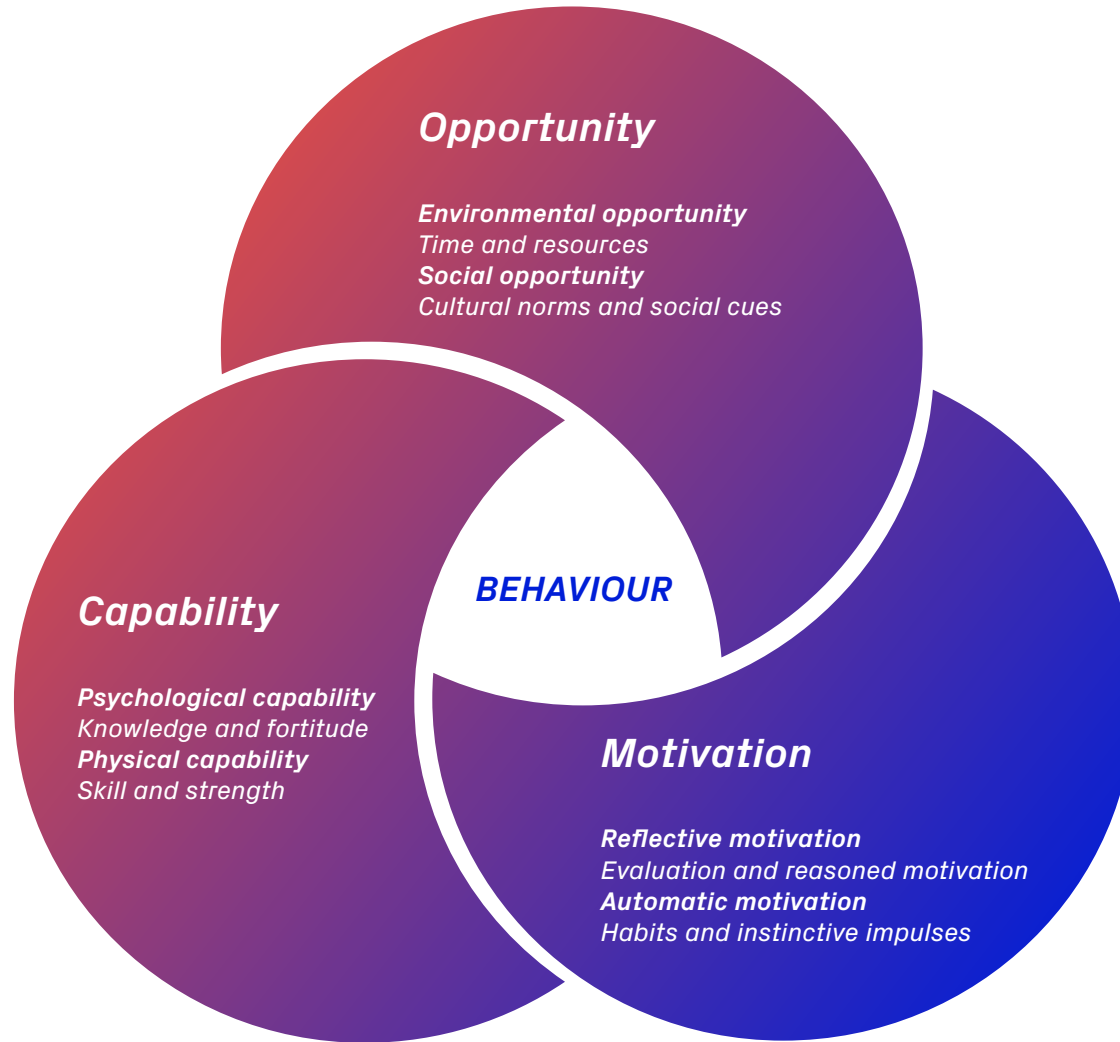 Opportunity
Environmental opportunity
Time and resources
Social opportunity
Cultural norms and social cues
BEHAVIOUR
Capability
Psychological capability
Knowledge and fortitude
Physical capability
Skill and strength
Motivation
Reflective motivation
Evaluation and reasoned motivation
Automatic motivation
Habits and instinctive impulses